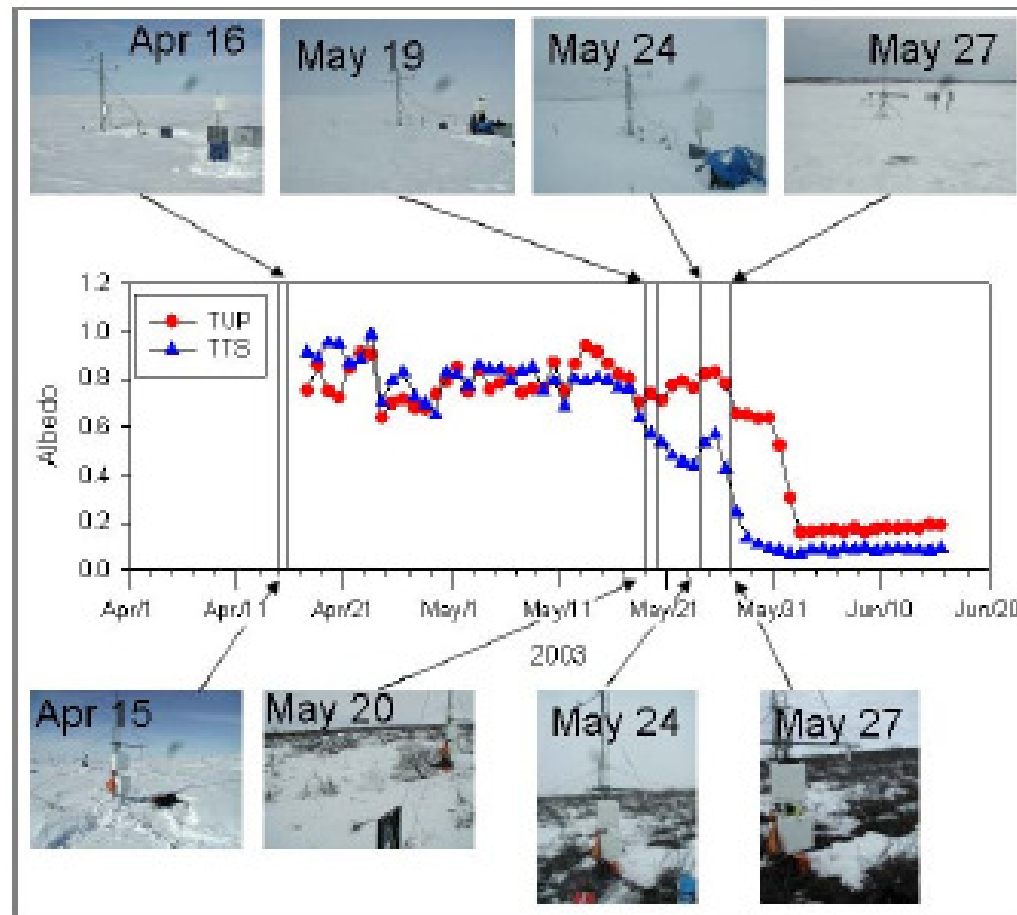 Apr 16
May 19
May 24
May 27
1.2
1.0
0.8
0.6
0.4
0.2
0.0
Albedo
TUP
TTS
Apr/1
Apr/11
Apr/21
May/1
May/11
May/21
May/31
Jun/10
Jun/20
2003
Apr 15
May 20
May 24
May 27